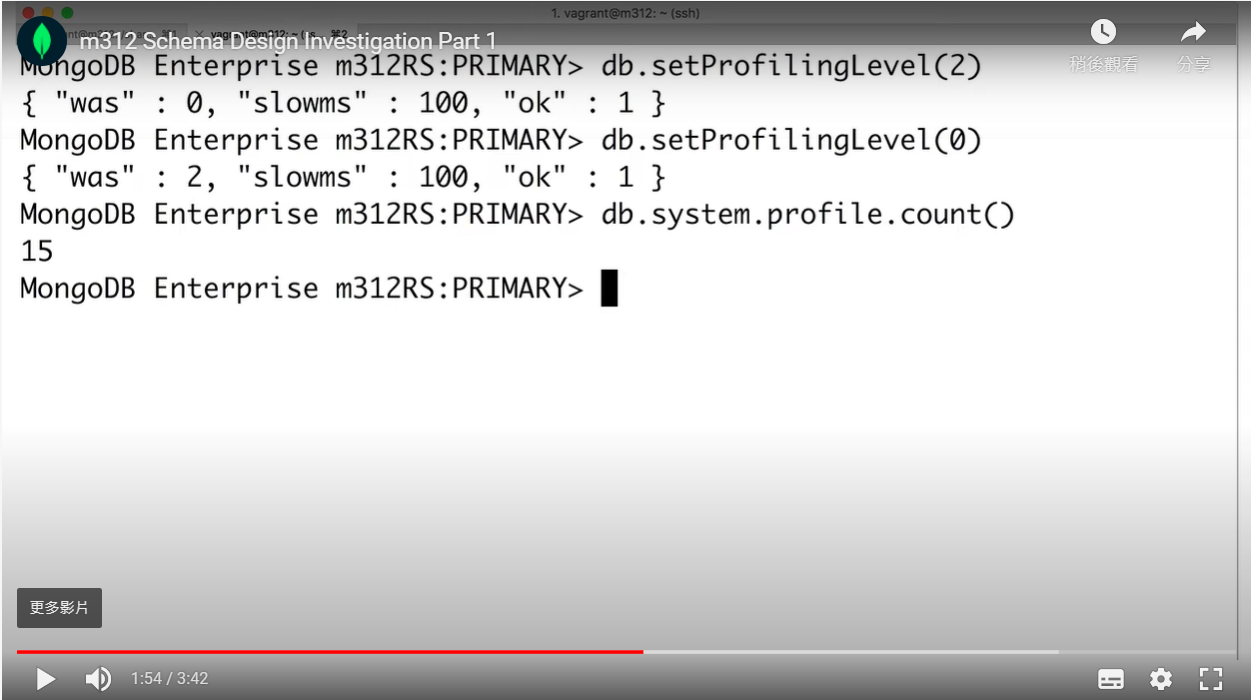 1. vagrant@m312: ~ (ssh)
m312 Schema Design Investigation Part 1
稍後觀看
分享
MongoDB Enterprise m312RS:PRIMARY> db.setProfilingLevel(2)
{ "was" : 0, "slowms" : 100, "ok" : 1 }
MongoDB Enterprise m312RS:PRIMARY> db.setProfilingLevel(0)
{ "was" : 2, "slowms" : 100, "ok" : 1 }
MongoDB Enterprise m312RS:PRIMARY> db.system.profile.count()
15
MongoDB Enterprise m312RS:PRIMARY>
更多影片
1:54 / 3:42